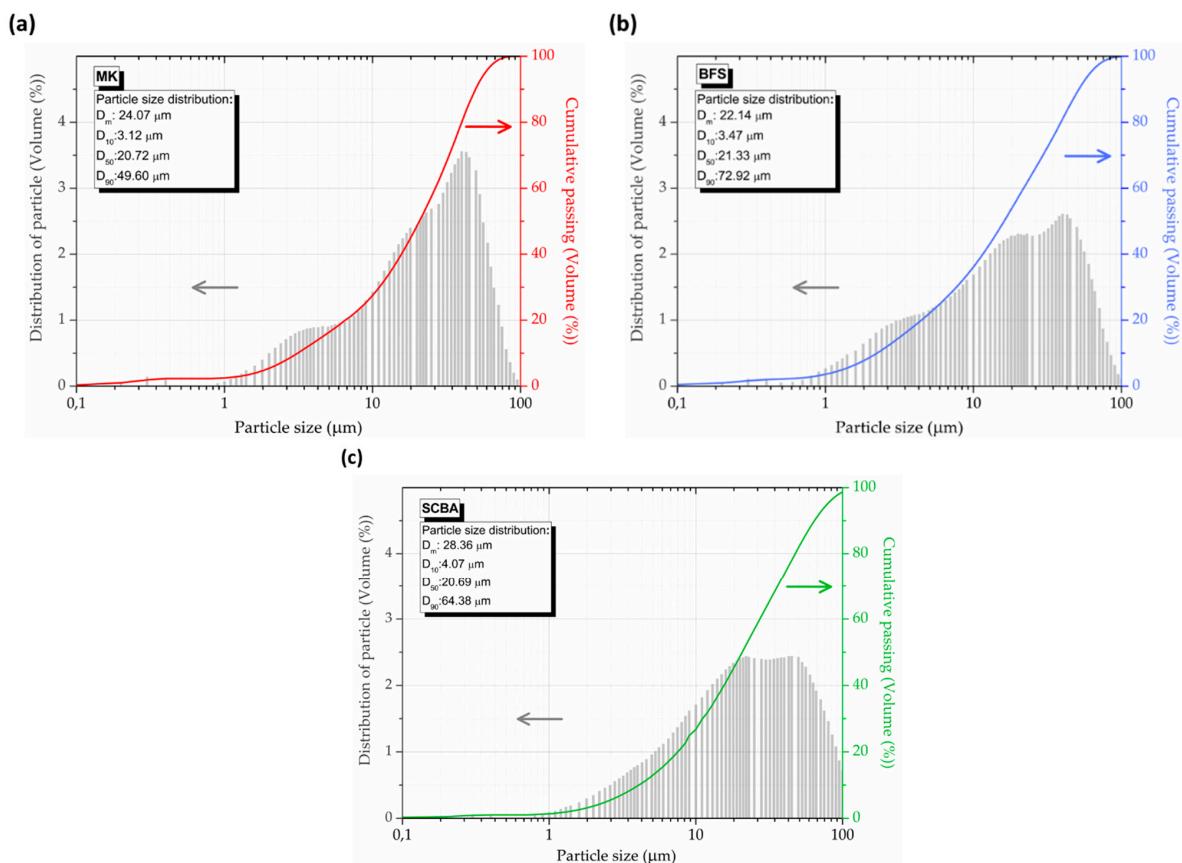 (a)
MK
Particle size distribution:
Dm: 24.07 µm
D10:3.12 µm
D50:20.72 µm
D90:49.60 µm
Distribution of particle (Volume (%))
0
1
2
3
4
0,1
1
10
100
Particle size (µm)
0
20
40
60
80
100
Cumulative passing (Volume (%))
(b)
BFS
Particle size distribution:
Dm: 22.14 µm
D10:3.47 µm
D50:21.33 µm
D90:72.92 µm
Distribution of particle (Volume (%))
0
1
2
3
4
0,1
1
10
100
Particle size (µm)
0
20
40
60
80
100
Cumulative passing (Volume (%))
(c)
SCBA
Particle size distribution:
Dm: 28.36 µm
D10:4.07 µm
D50:20.69 µm
D90:64.38 µm
Distribution of particle (Volume (%))
0
1
2
3
4
0,1
1
10
100
Particle size (µm)
0
20
40
60
80
100
Cumulative passing (Volume (%))